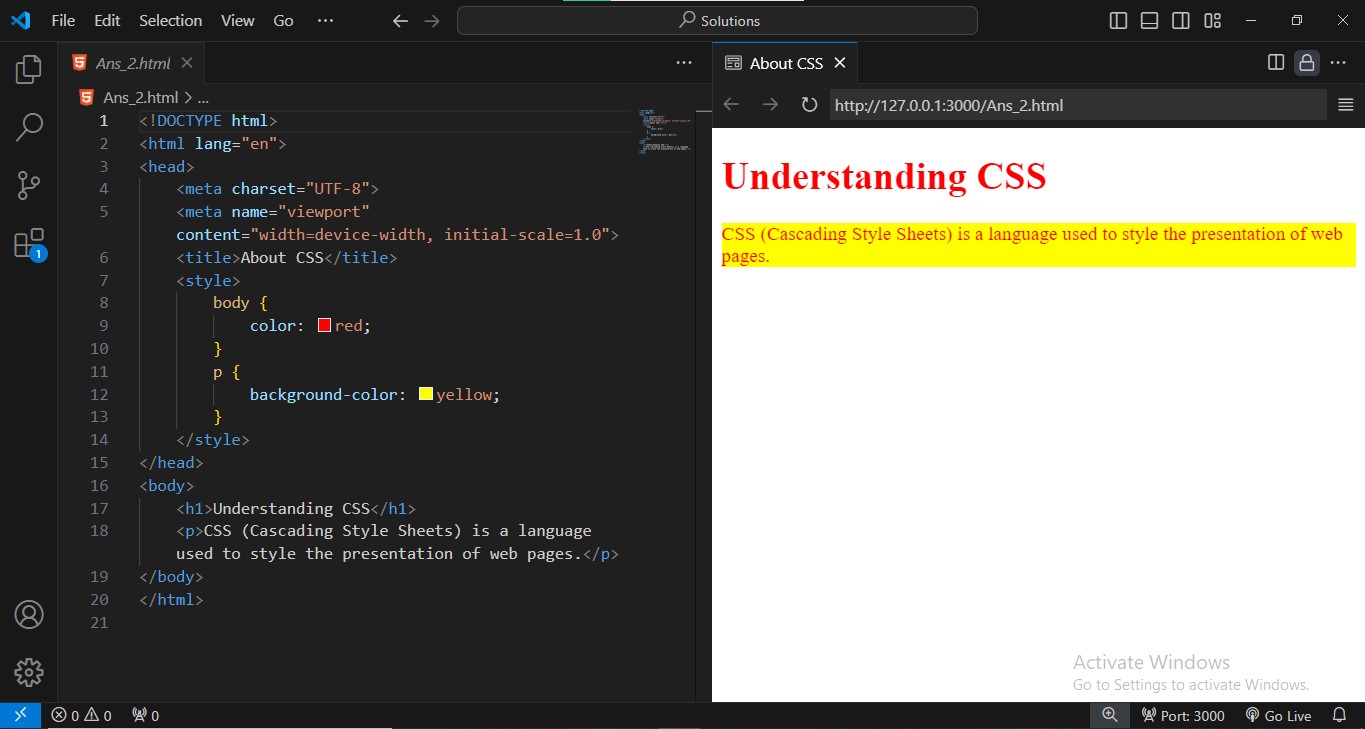 File Edit Selection View Go ··· Solutions
Ans_2.html
About CSS
Ans_2.html > ...
http://127.0.0.1:3000/Ans_2.html
1 <!DOCTYPE html>
2 <html lang="en">
3 <head>
4 <meta charset="UTF-8">
5 <meta name="viewport"
content="width=device-width, initial-scale=1.0">
6 <title>About CSS</title>
7 <style>
8 body {
9 color: red;
10 }
11 p {
12 background-color: yellow;
13 }
14 </style>
15 </head>
16 <body>
17 <h1>Understanding CSS</h1>
18 <p>CSS (Cascading Style Sheets) is a language
used to style the presentation of web pages.</p>
19 </body>
20 </html>
21
1
Understanding CSS
CSS (Cascading Style Sheets) is a language used to style the presentation of web
pages.
Activate Windows
Go to Settings to activate Windows.
0 0 0 Port: 3000 Go Live